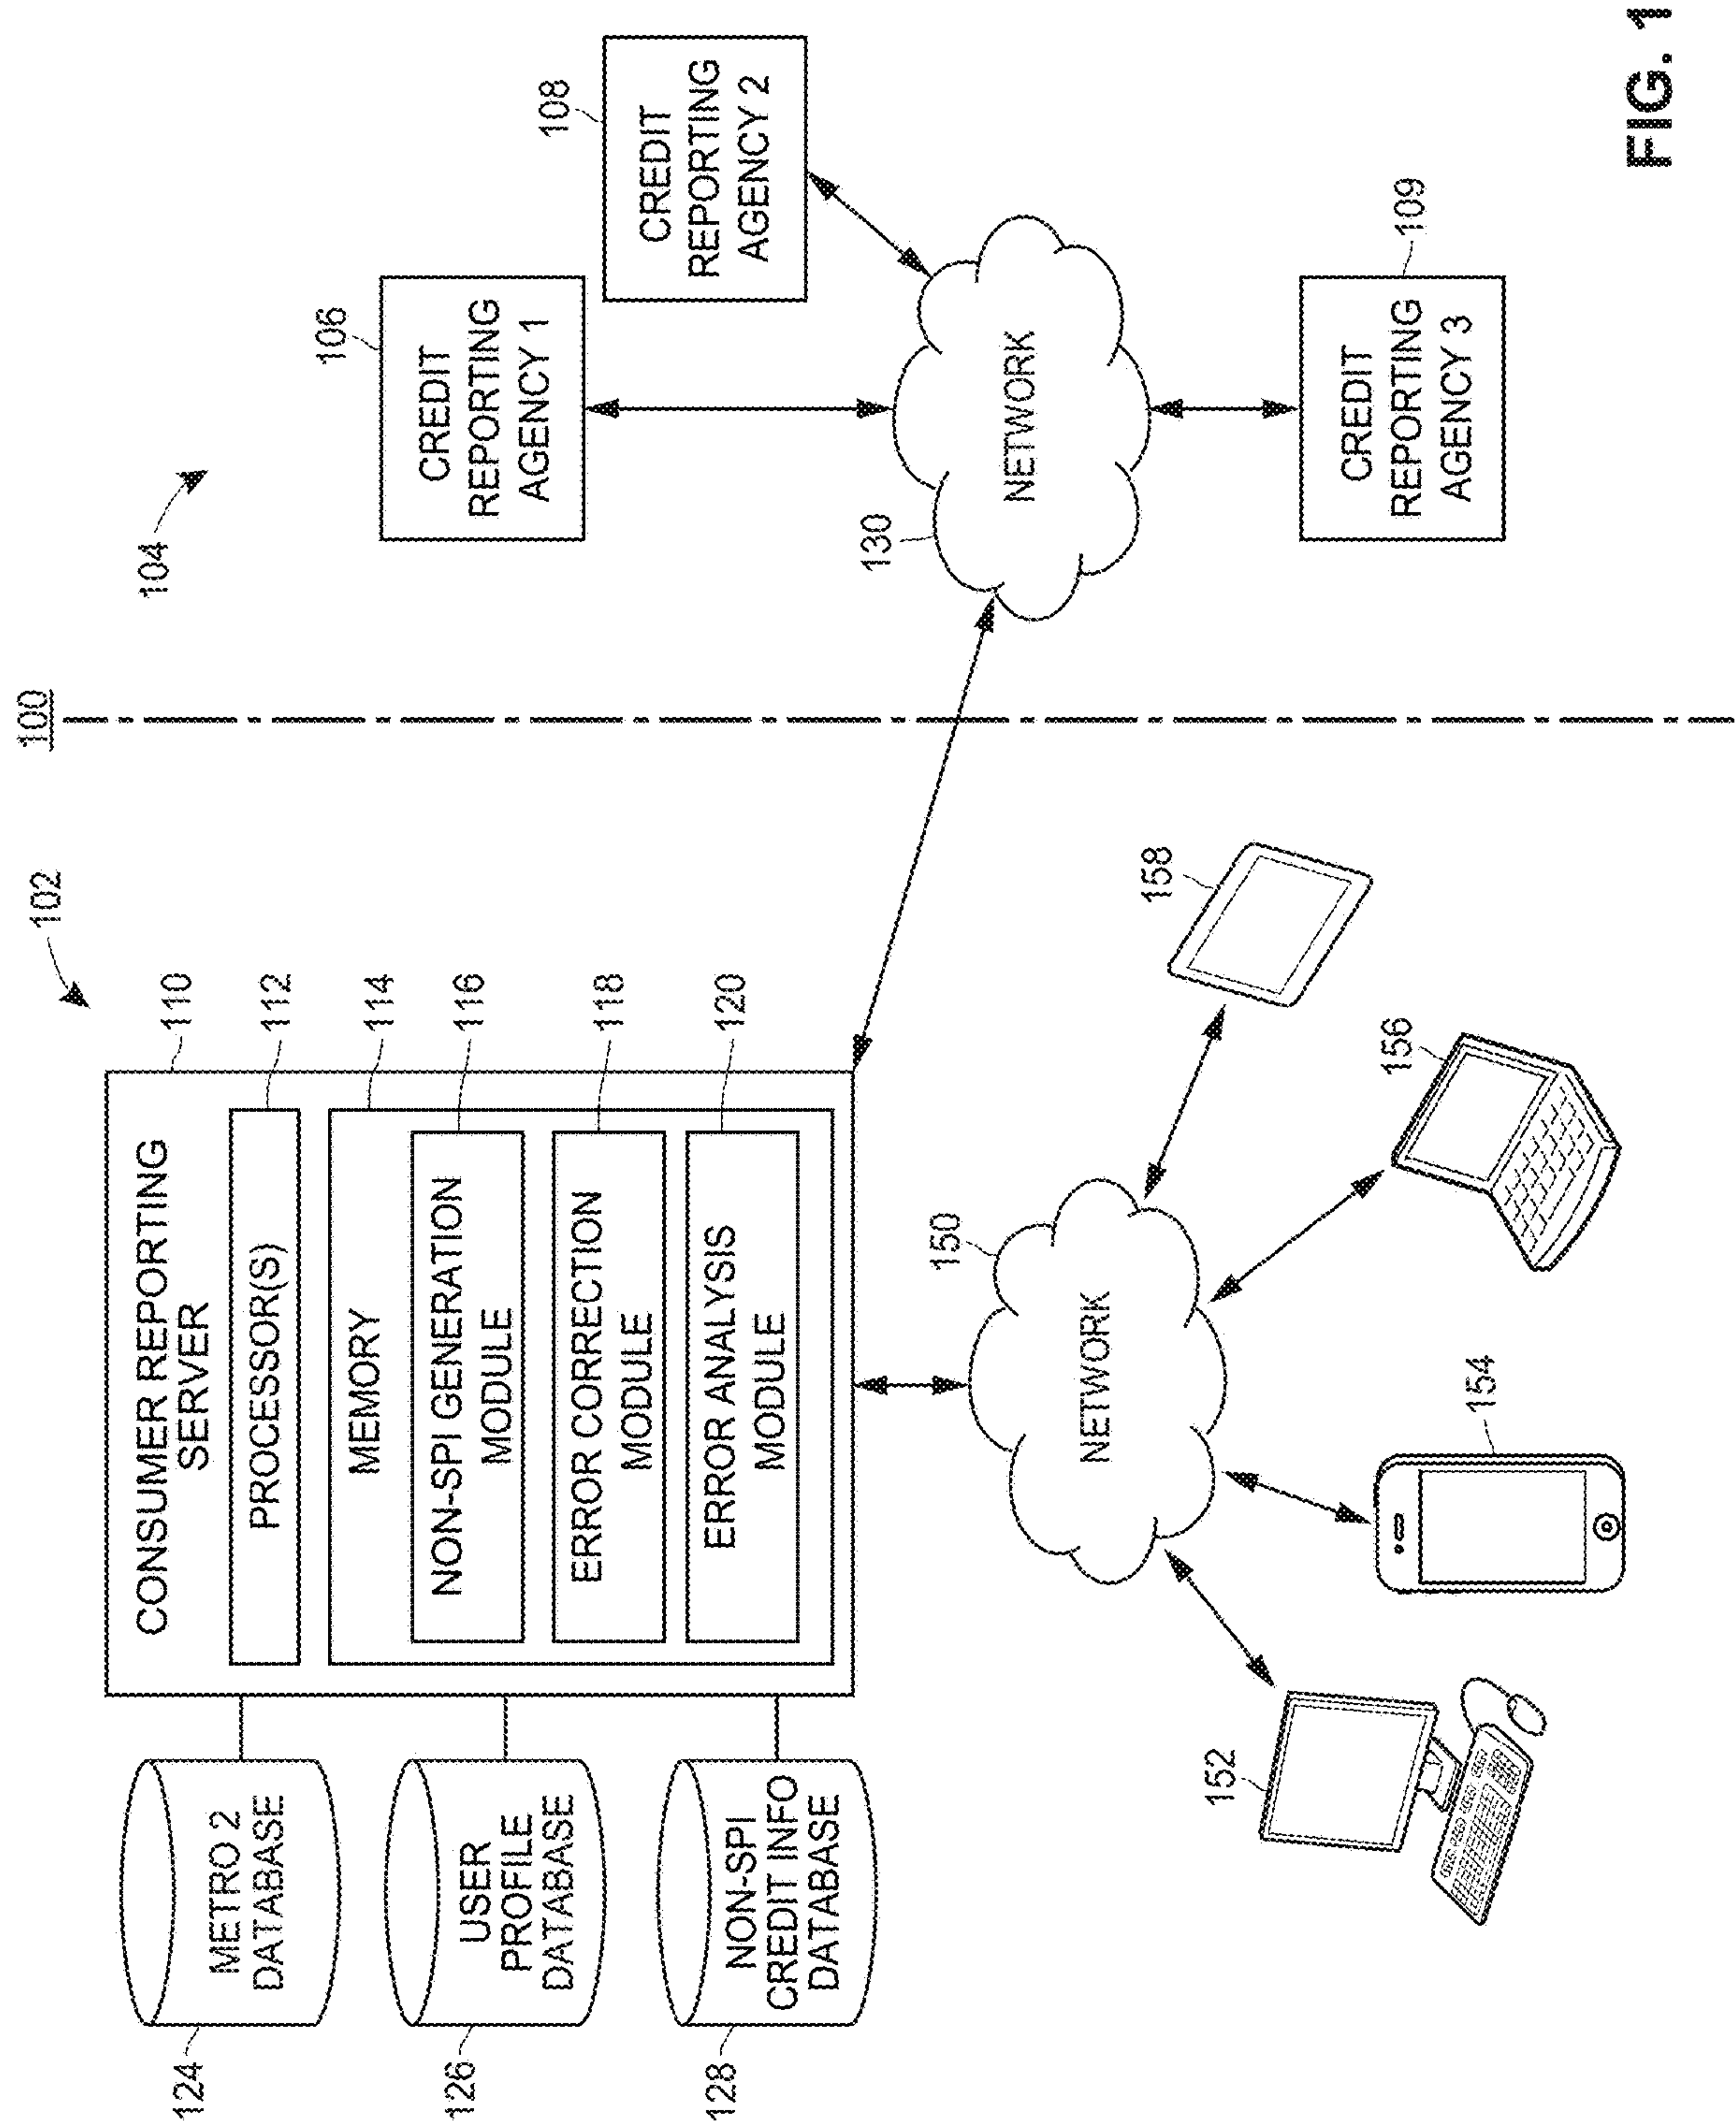 100
102
104
124
METRO 2
DATABASE
126
USER
PROFILE
DATABASE
128
NON-SPI
CREDIT INFO
DATABASE
CONSUMER REPORTING
SERVER
110
PROCESSOR(S)
112
MEMORY
114
NON-SPI GENERATION
MODULE
116
ERROR CORRECTION
MODULE
118
ERROR ANALYSIS
MODULE
120
106
CREDIT
REPORTING
AGENCY 1
108
CREDIT
REPORTING
AGENCY 2
130
NETWORK
109
CREDIT
REPORTING
AGENCY 3
150
NETWORK
152
154
156
158
FIG. 1